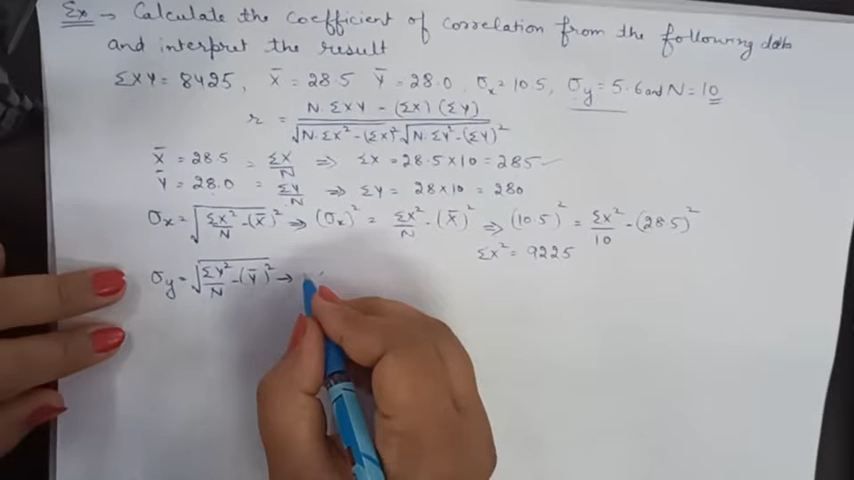 Ex → Calculate the coefficient of correlation from the following data
and interpret the result
ΣXY = 8425, X̄ = 28.5 Ȳ = 28.0, σx = 10.5, σy = 5.6 and N = 10
r = N.ΣXY - (ΣX)(ΣY) / √N.Σx² - (Σx)² √N.ΣY² - (ΣY)²
X̄ = 28.5 = ΣX/N ⇒ ΣX = 28.5×10 = 285
Ȳ = 28.0 = ΣY/N ⇒ ΣY = 28×10 = 280
σx = √Σx²/N - (X̄)² ⇒ (σx)² = Σx²/N - (X̄)² ⇒ (10.5)² = Σx²/10 - (28.5)²
Σx² = 9225
σy = √ΣY²/N - (Ȳ)² →